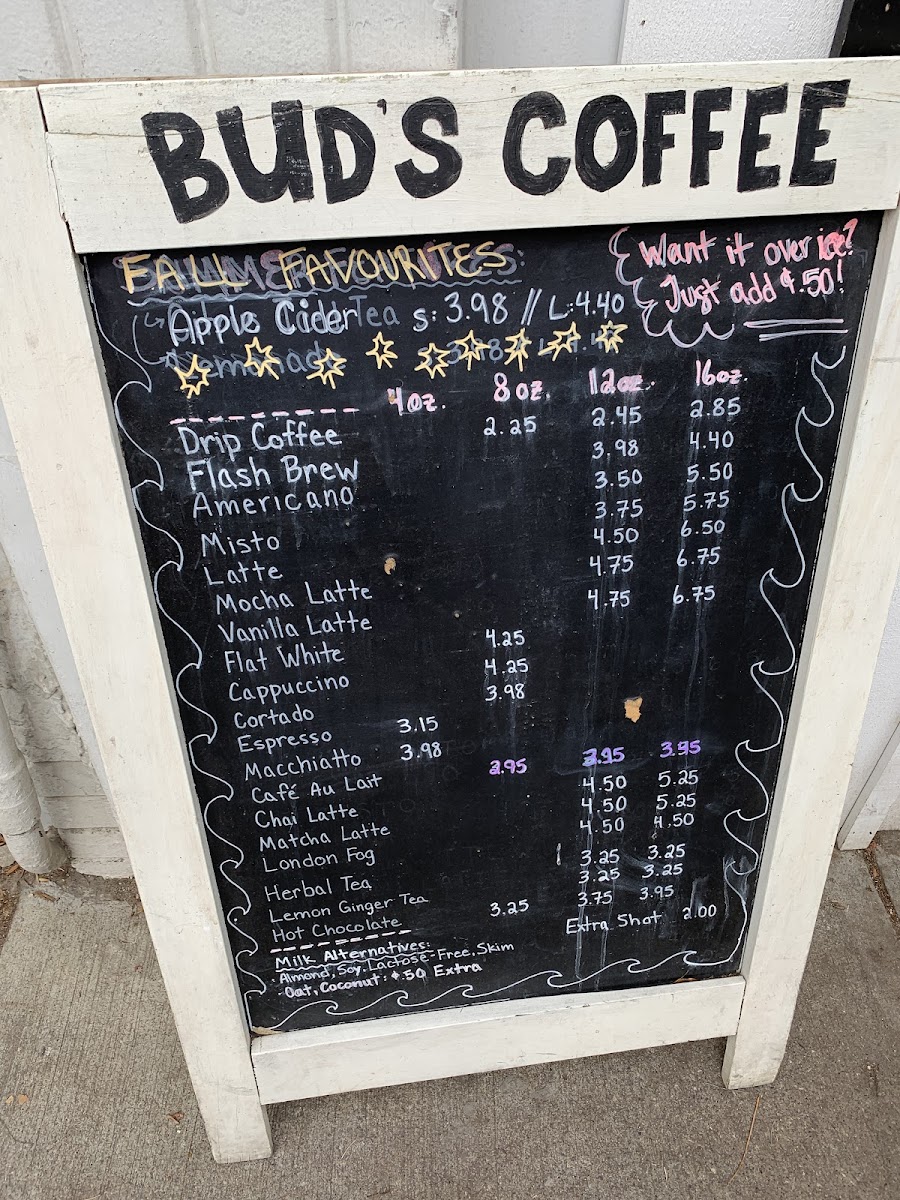 BUD'S COFFEE
FALL FAVOURITES:
Want it over ice?
Just add $.50!
Apple Cider Tea S: 3.98 // L: 4.40
Lemonade
4oz. 8oz. 12oz. 16oz.
Drip Coffee 2.25 2.45 2.85
Flash Brew 3.98 4.40
Americano 3.50 5.50
Misto 3.75 5.75
Latte 4.50 6.50
Mocha Latte 4.75 6.75
Vanilla Latte 4.75 6.75
Flat White 4.25
Cappuccino 4.25
Cortado 3.98
Espresso 3.15
Macchiatto 3.98
Café Au Lait 2.95 3.95
Chai Latte 4.50 5.25
Matcha Latte 4.50 5.25
London Fog 4.50 4.50
Herbal Tea 3.25 3.25
Lemon Ginger Tea 3.25 3.25
Hot Chocolate 3.25 3.75 3.95
Extra Shot 2.00
Milk Alternatives:
Almond, Soy, Lactose-Free, Skim
Oat, Coconut: $.50 Extra